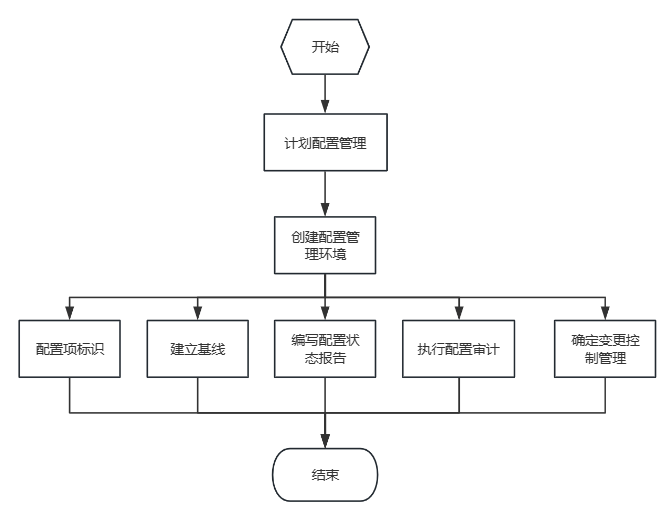 开始
计划配置管理
创建配置管
理环境
配置项标识
建立基线
编写配置状
态报告
执行配置审计
确定变更控
制管理
结束